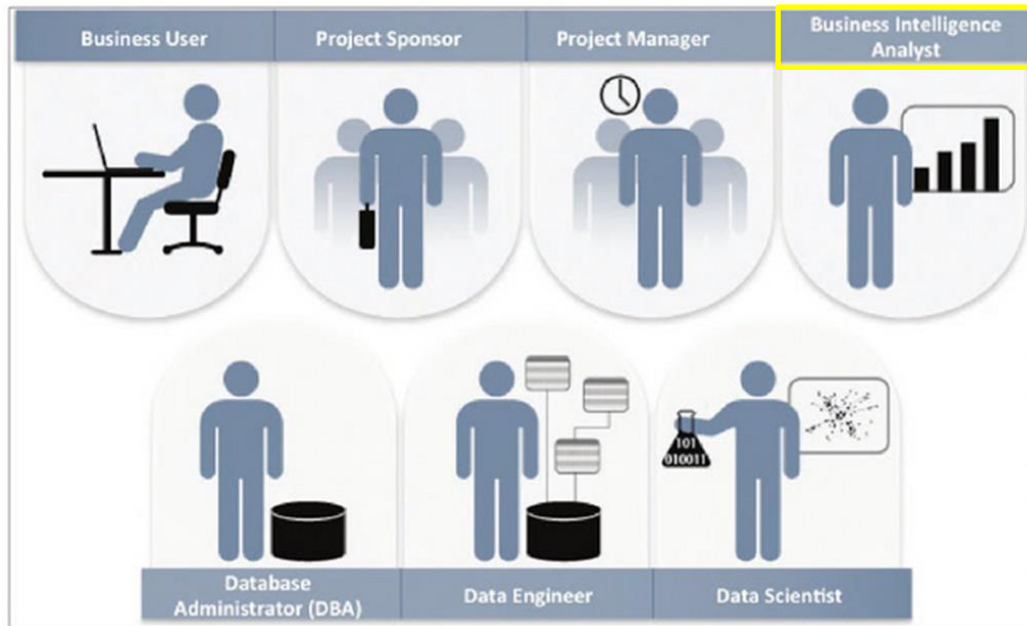 Business User
Project Sponsor
Project Manager
Business Intelligence
Analyst
101
010011
Database
Administrator (DBA)
Data Engineer
Data Scientist